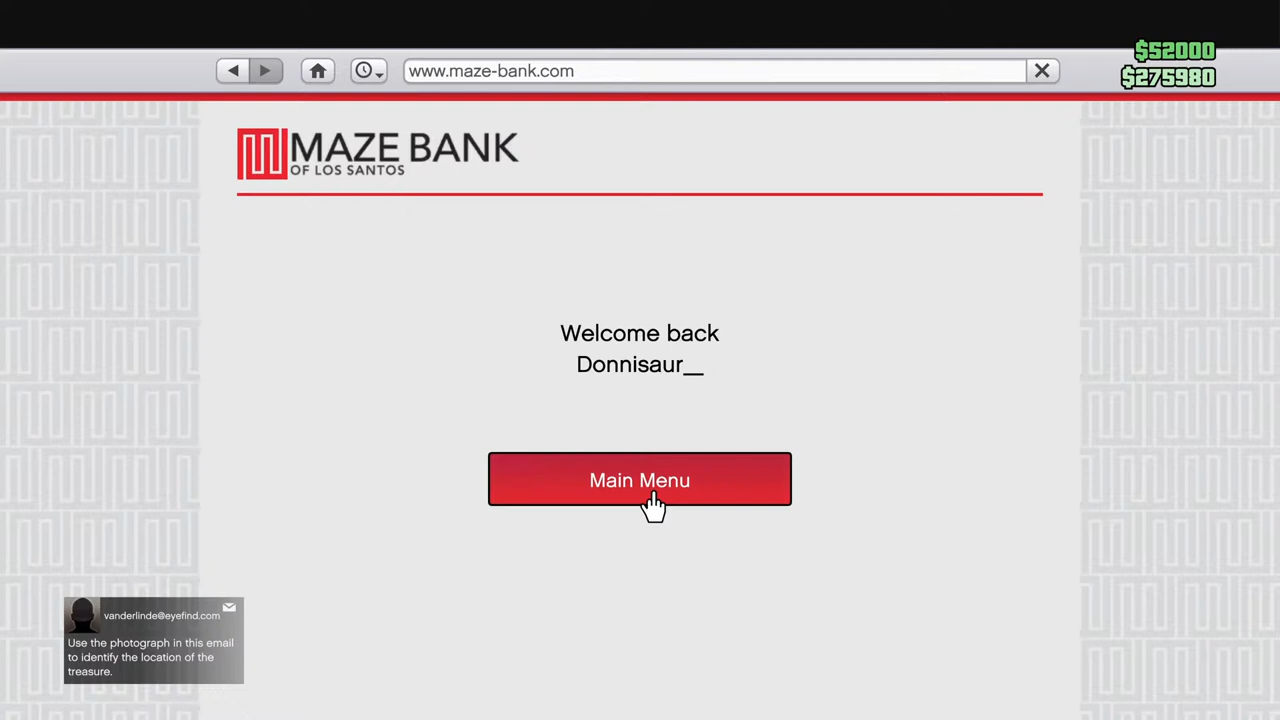 $52000
www.maze-bank.com
$275980
MAZE BANK
OF LOS SANTOS
Welcome back
Donnisaur__
Main Menu
vanderlinde@eyefind.com
Use the photograph in this email
to identify the location of the
treasure.